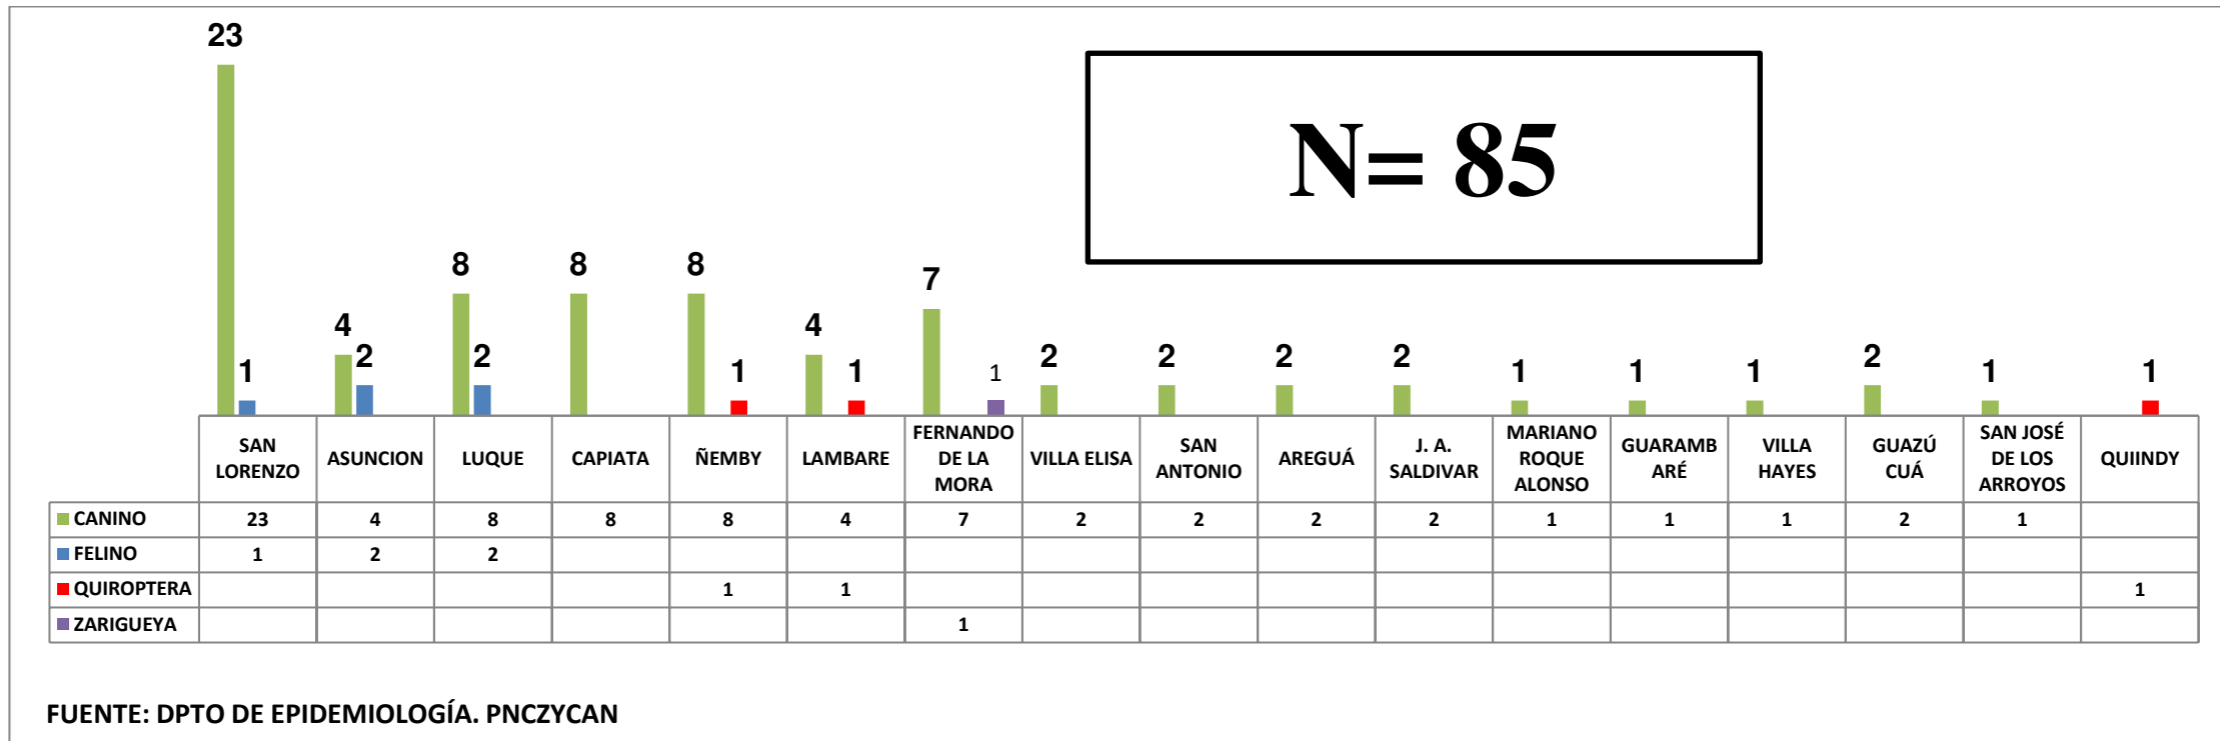 23
1
4
2
8
2
8
8
1
4
1
7
1
2
2
2
2
1
1
1
2
1
1
N= 85
SAN
LORENZO
ASUNCION
LUQUE
CAPIATA
ÑEMBY
LAMBARE
FERNANDO
DE LA
MORA
VILLA ELISA
SAN
ANTONIO
AREGUÁ
J. A.
SALDIVAR
MARIANO
ROQUE
ALONSO
GUARAMB
ARÉ
VILLA
HAYES
GUAZÚ
CUÁ
SAN JOSÉ
DE LOS
ARROYOS
QUIINDY
CANINO 23 4 8 8 8 4 7 2 2 2 2 1 1 1 2 1
FELINO 1 2 2
QUIROPTERA 1 1 1
ZARIGUEYA 1
FUENTE: DPTO DE EPIDEMIOLOGÍA. PNCZYCAN